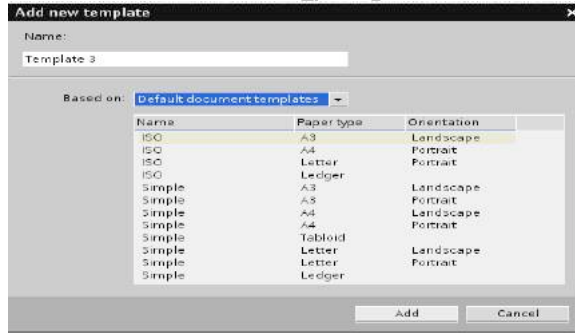 Add new template
Name:
Template 3
Based on: Default document templates
Name Paper type Orientation
ISO A3 Landscape
ISO A4 Portrait
ISO Letter Portrait
ISO Ledger
Simple A3 Landscape
Simple A3 Portrait
Simple A4 Landscape
Simple A4 Portrait
Simple Tabloid
Simple Letter Landscape
Simple Letter Portrait
Simple Ledger
Add Cancel